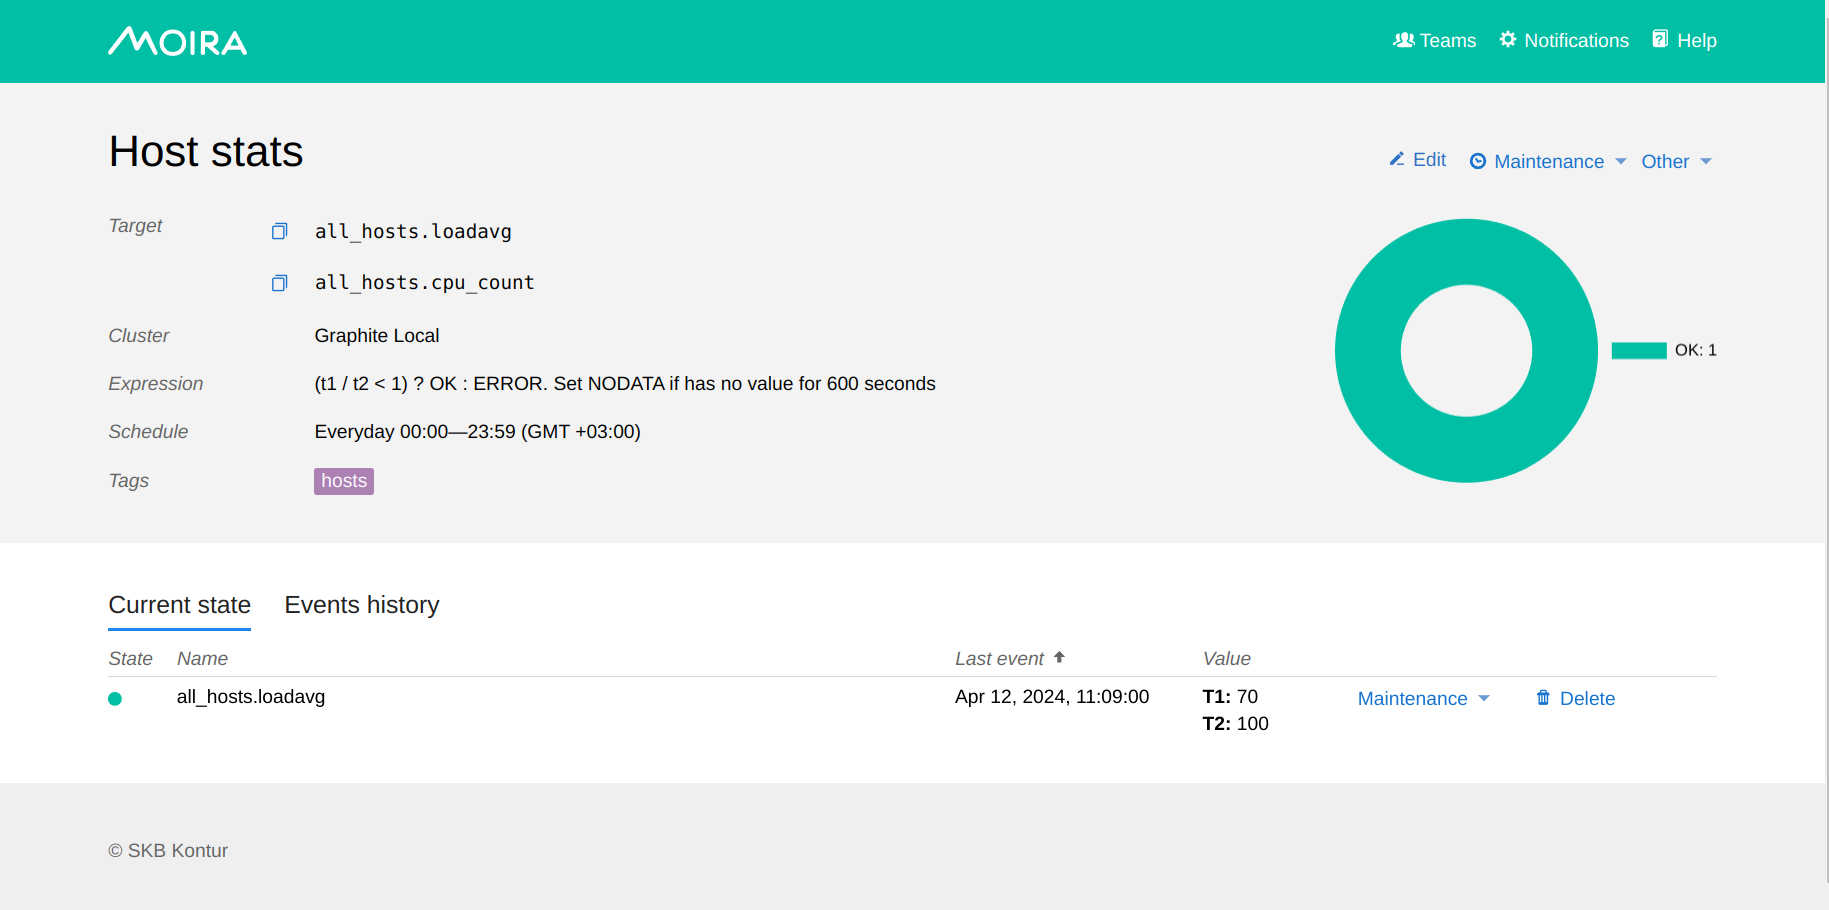 MOIRA
Teams Notifications Help
Host stats
Edit Maintenance Other
Target all_hosts.loadavg
all_hosts.cpu_count
Cluster Graphite Local
Expression (t1 / t2 < 1) ? OK : ERROR. Set NODATA if has no value for 600 seconds
Schedule Everyday 00:00—23:59 (GMT +03:00)
Tags hosts
OK: 1
Current state Events history
State Name Last event Value
all_hosts.loadavg Apr 12, 2024, 11:09:00 T1: 70 Maintenance Delete
T2: 100
© SKB Kontur